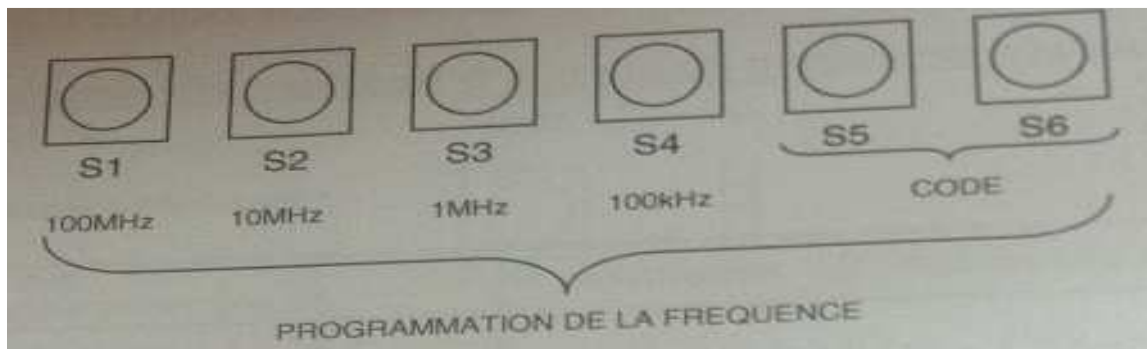 S1 S2 S3 S4 S5 S6
100MHz 10MHz 1MHz 100kHz CODE
PROGRAMMATION DE LA FREQUENCE